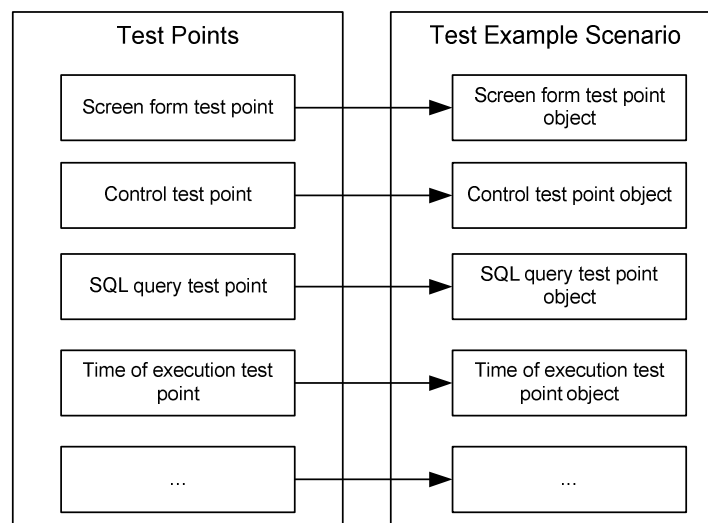 Test Points
Screen form test point
Control test point
SQL query test point
Time of execution test
point
...
Test Example Scenario
Screen form test point
object
Control test point object
SQL query test point
object
Time of execution test
point object
...